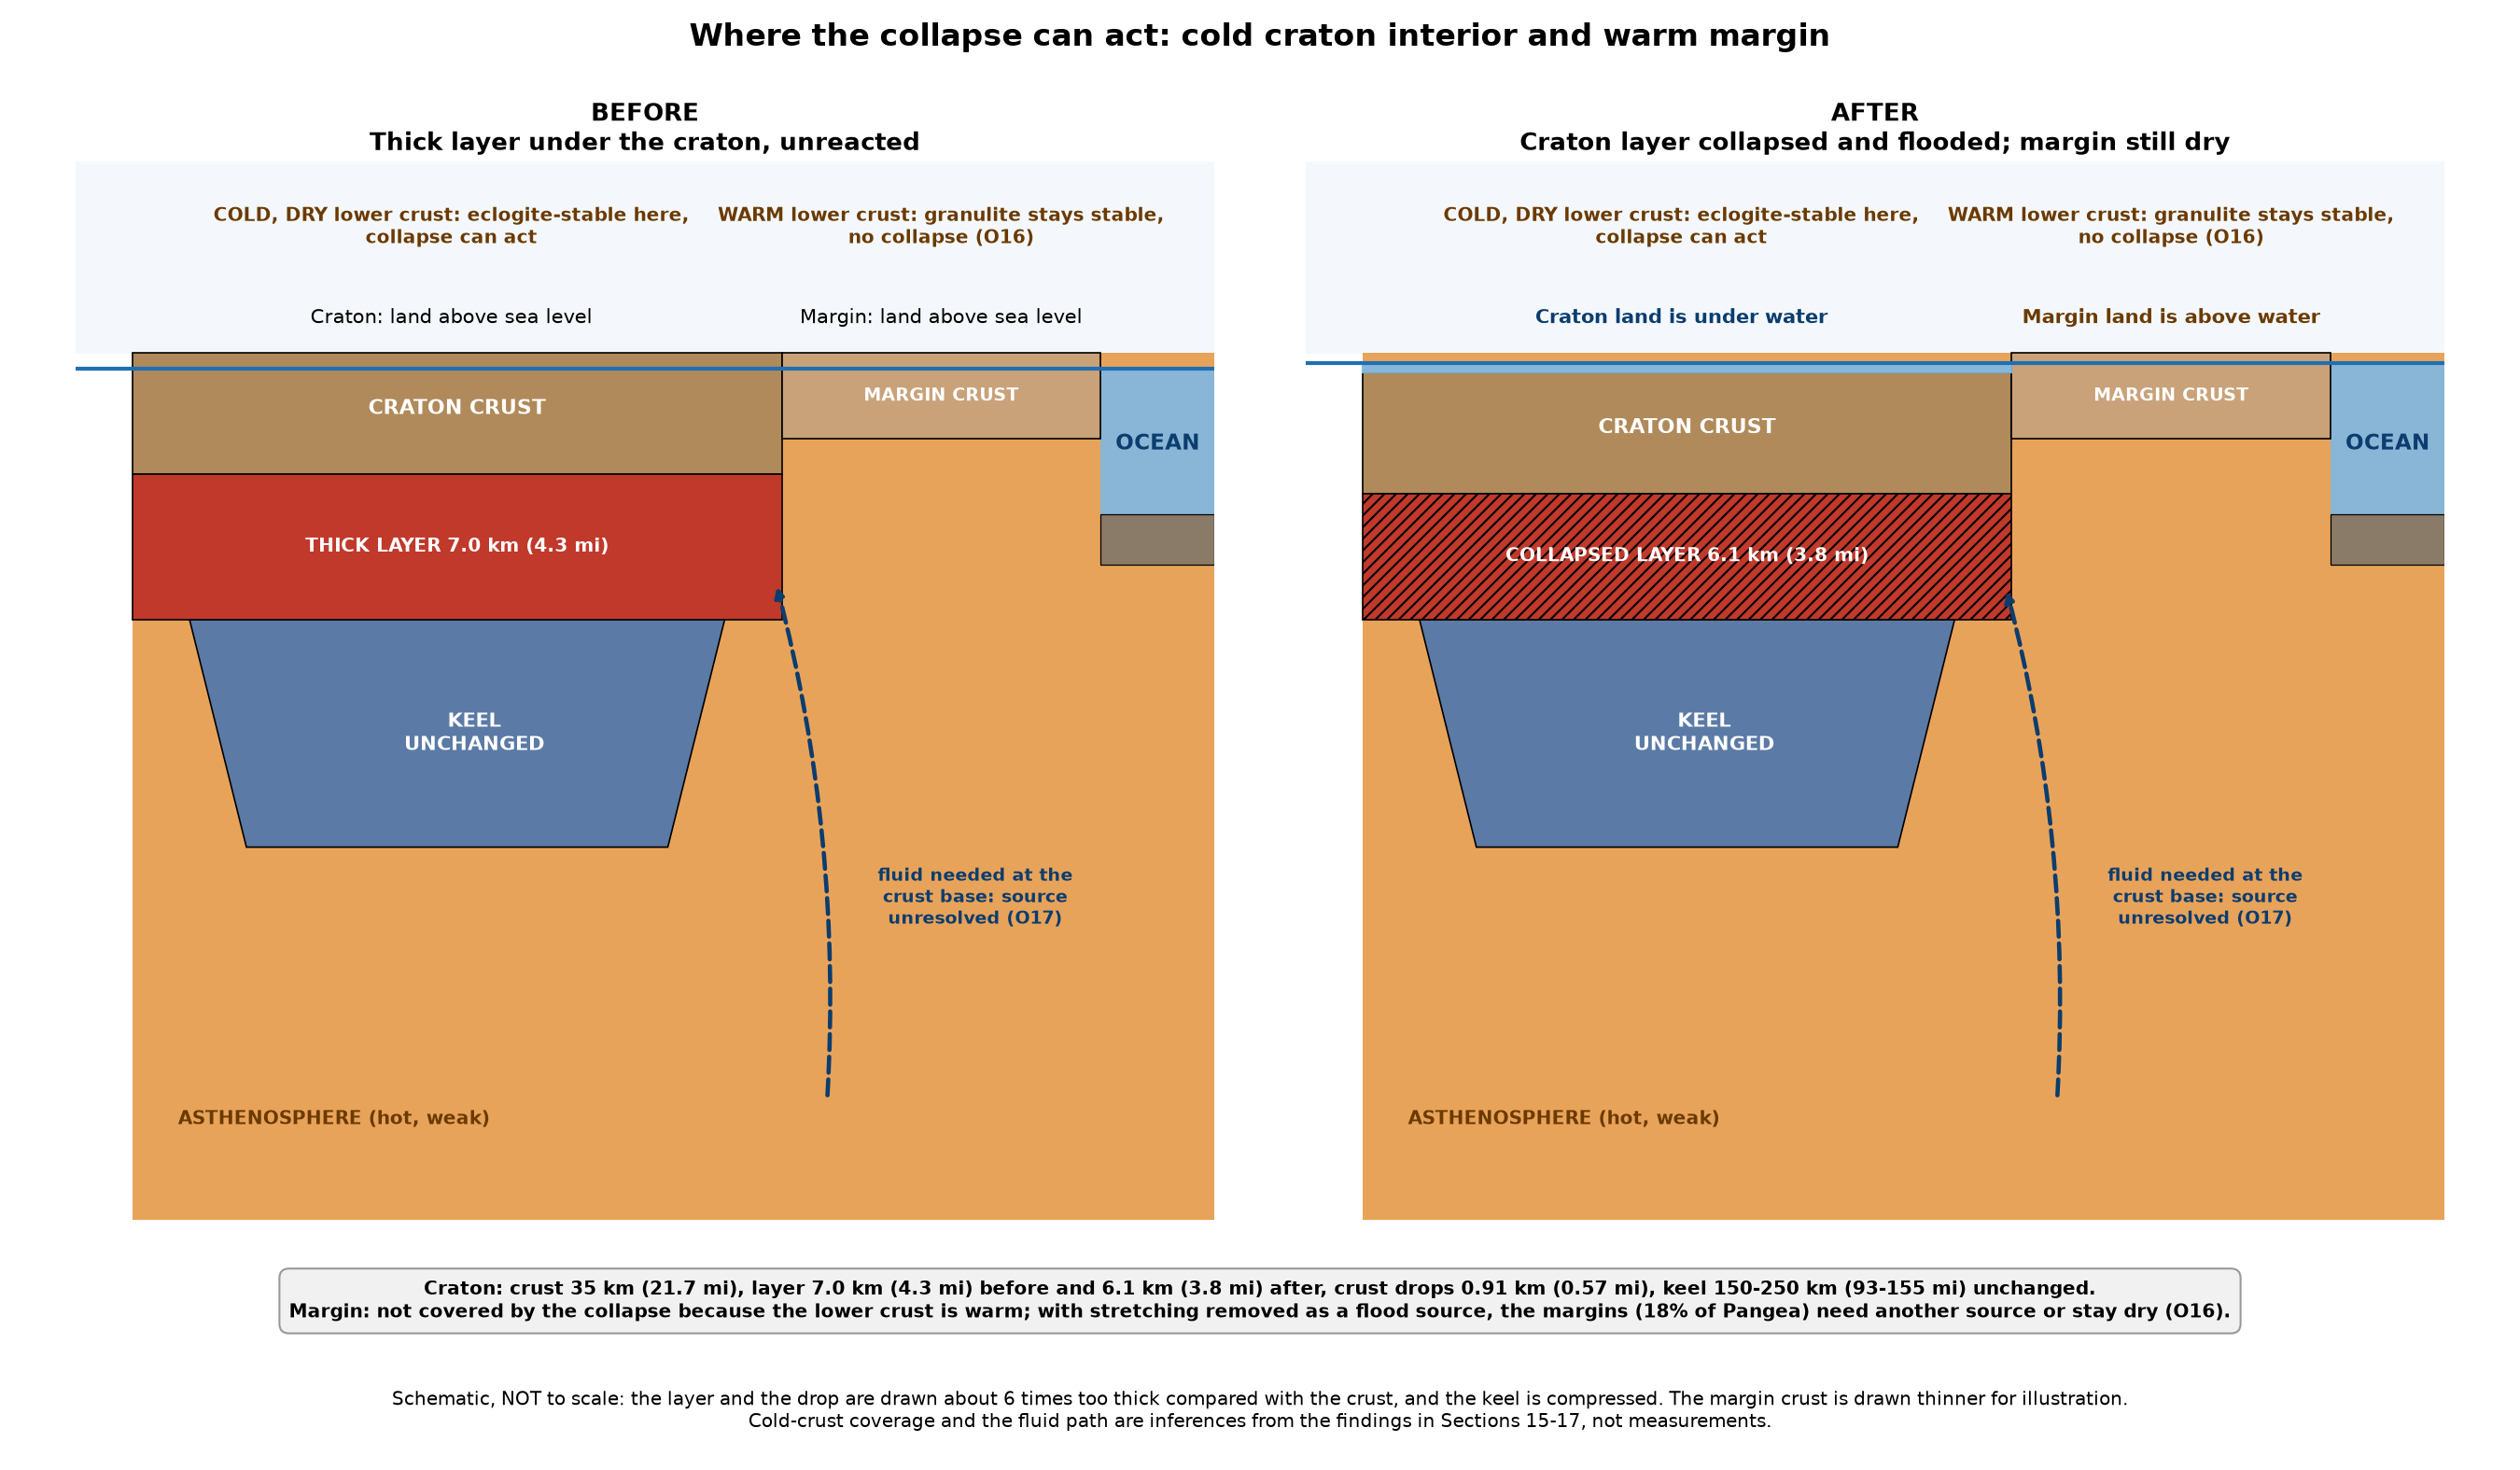 Where the collapse can act: cold craton interior and warm margin
BEFORE
Thick layer under the craton, unreacted
COLD, DRY lower crust: eclogite-stable here,
collapse can act
WARM lower crust: granulite stays stable,
no collapse (O16)
Craton: land above sea level
Margin: land above sea level
CRATON CRUST
MARGIN CRUST
OCEAN
THICK LAYER 7.0 km (4.3 mi)
KEEL
UNCHANGED
fluid needed at the
crust base: source
unresolved (O17)
ASTHENOSPHERE (hot, weak)
AFTER
Craton layer collapsed and flooded; margin still dry
COLD, DRY lower crust: eclogite-stable here,
collapse can act
WARM lower crust: granulite stays stable,
no collapse (O16)
Craton land is under water
Margin land is above water
CRATON CRUST
MARGIN CRUST
OCEAN
COLLAPSED LAYER 6.1 km (3.8 mi)
KEEL
UNCHANGED
fluid needed at the
crust base: source
unresolved (O17)
ASTHENOSPHERE (hot, weak)
Craton: crust 35 km (21.7 mi), layer 7.0 km (4.3 mi) before and 6.1 km (3.8 mi) after, crust drops 0.91 km (0.57 mi), keel 150-250 km (93-155 mi) unchanged.
Margin: not covered by the collapse because the lower crust is warm; with stretching removed as a flood source, the margins (18% of Pangea) need another source or stay dry (O16).
Schematic, NOT to scale: the layer and the drop are drawn about 6 times too thick compared with the crust, and the keel is compressed. The margin crust is drawn thinner for illustration.
Cold-crust coverage and the fluid path are inferences from the findings in Sections 15-17, not measurements.